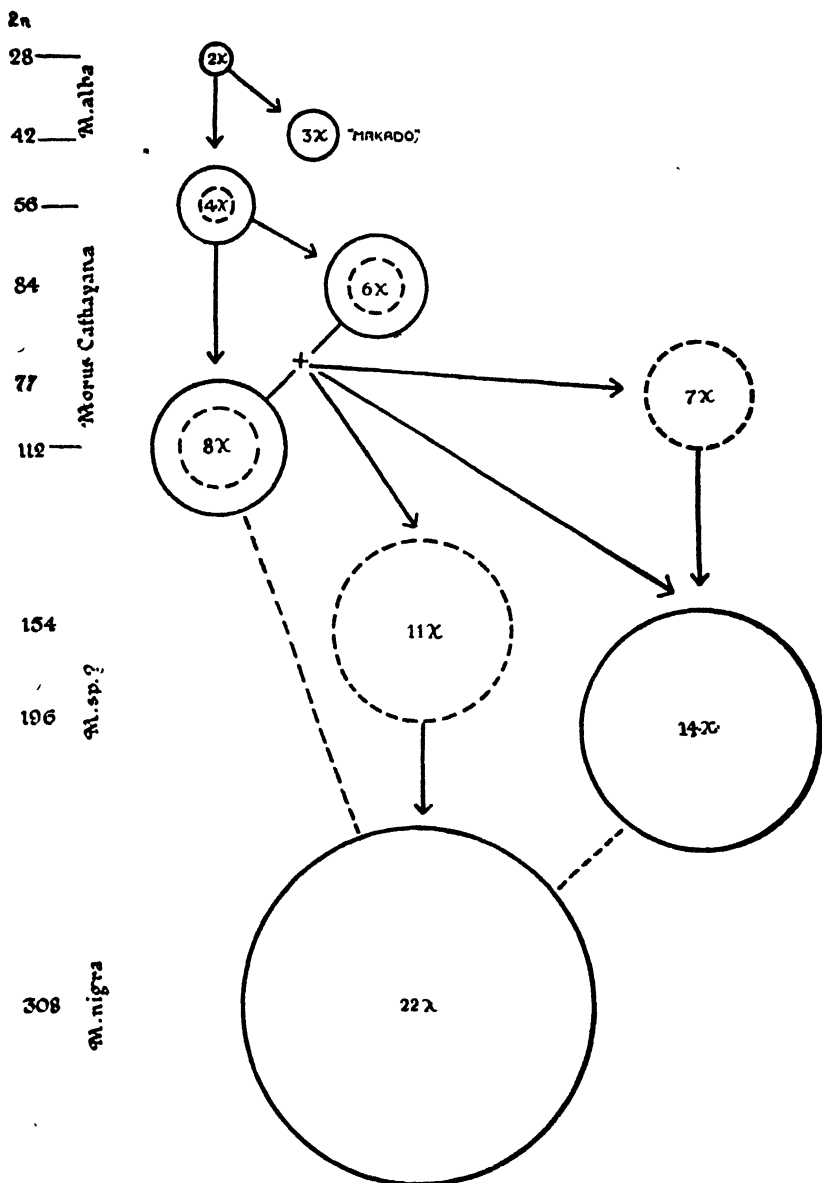 2n
28
M. alba
2X
42
3X "MAKADO",
56
4X
84
Morus Cathayana
6X
+
77
7X
112
8X
154
11X
196
M. sp. ?
14X
308
M. nigra
22X